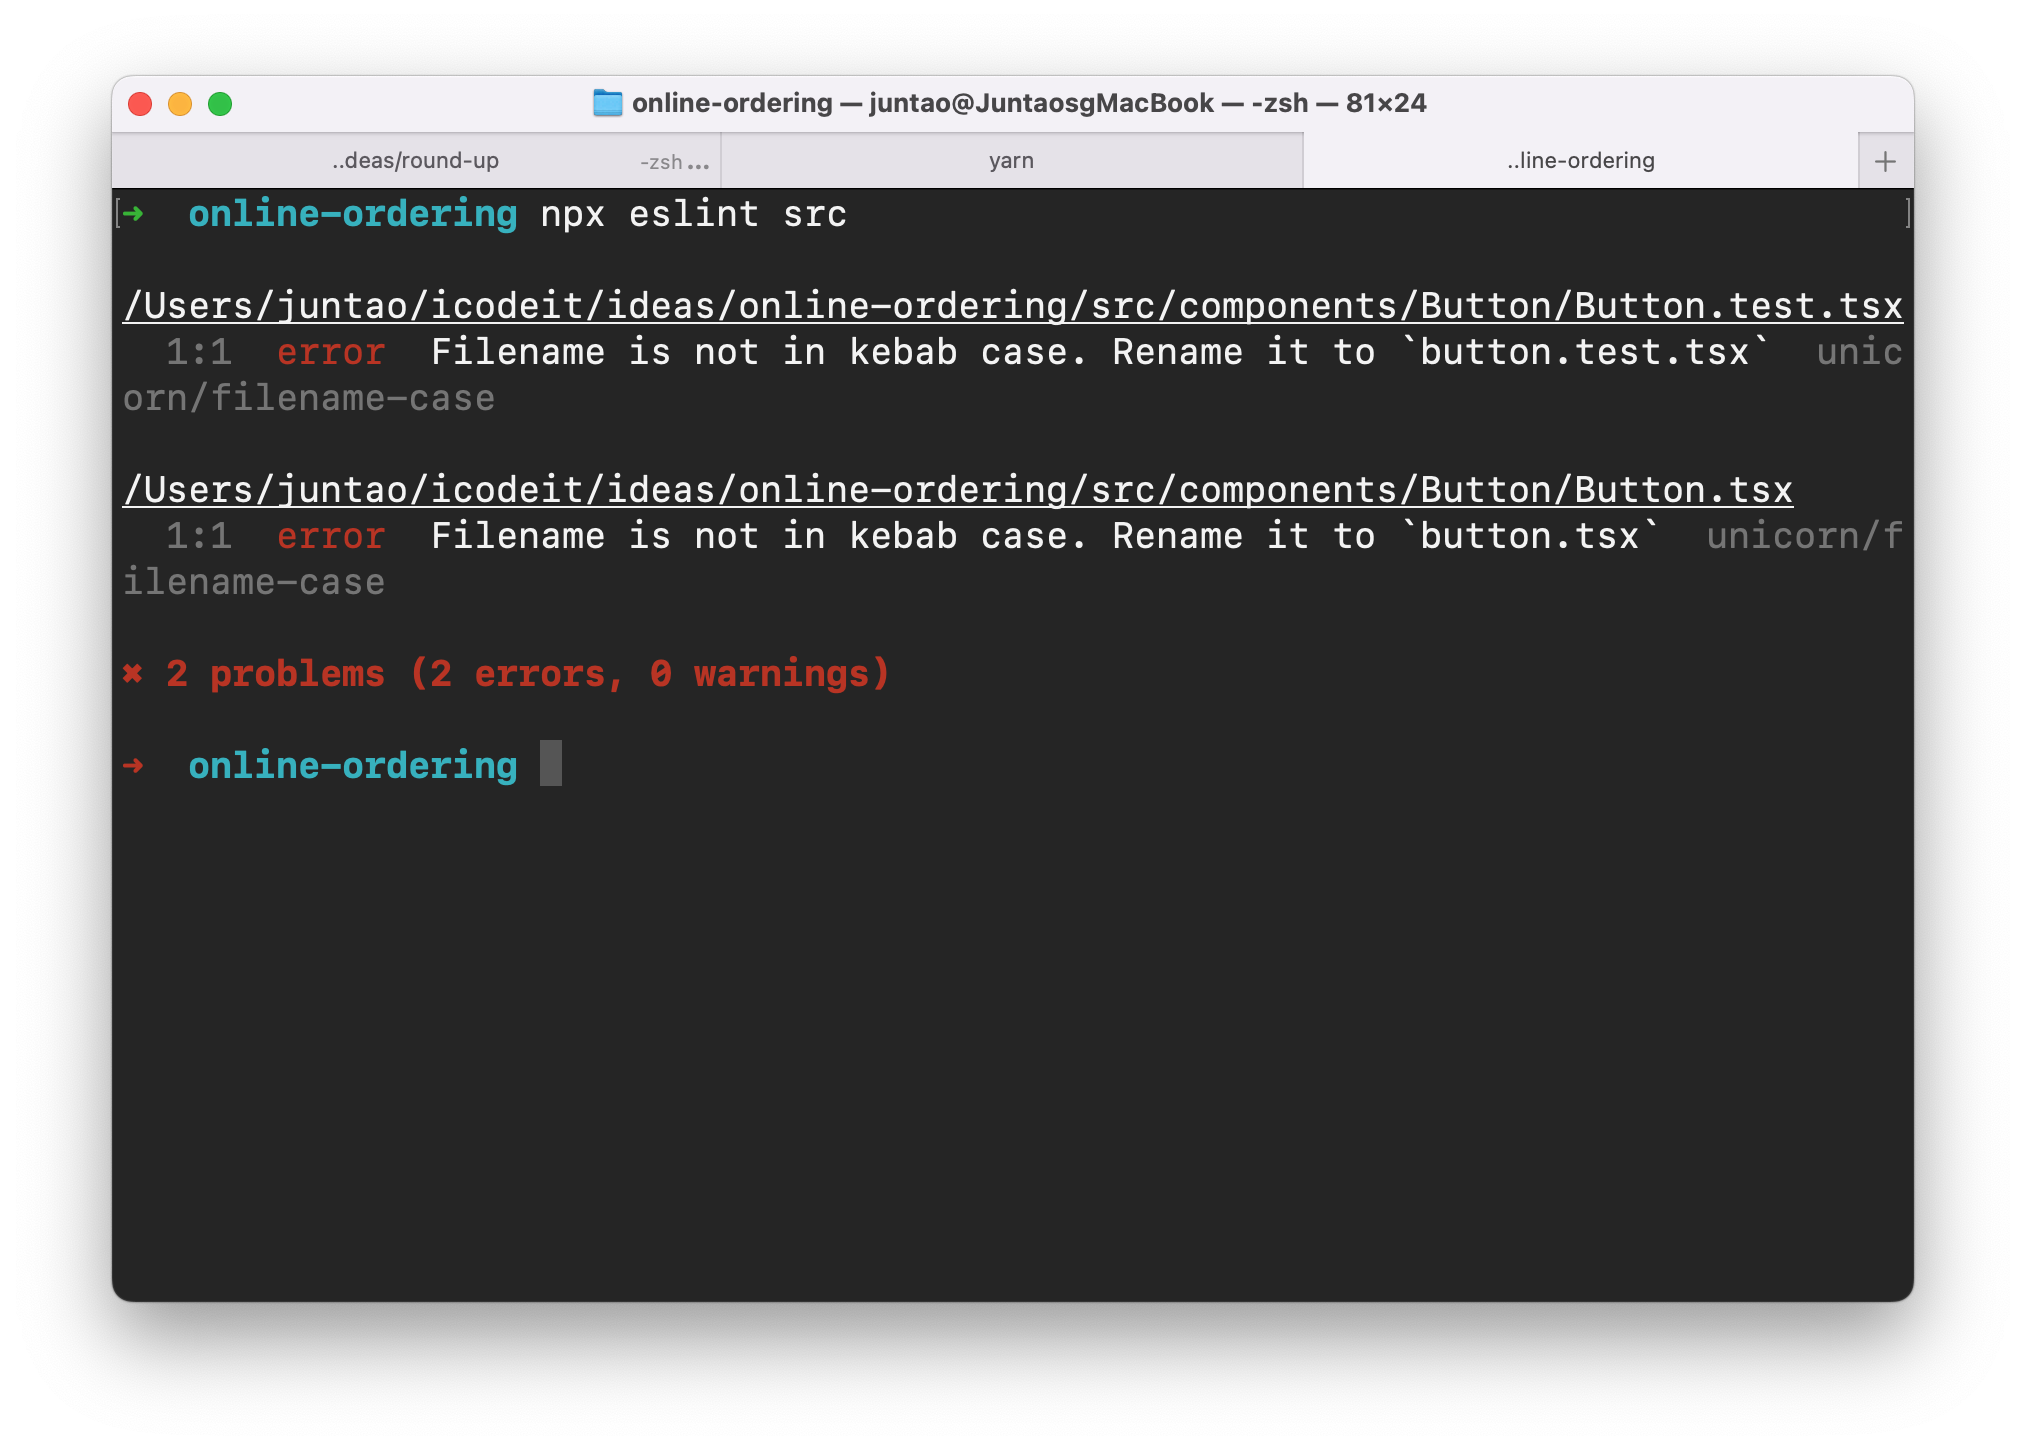 online-ordering — juntao@JuntaosgMacBook — -zsh — 81×24
..deas/round-up -zsh ... yarn ..line-ordering +
[➜ online-ordering npx eslint src ]
/Users/juntao/icodeit/ideas/online-ordering/src/components/Button/Button.test.tsx
1:1 error Filename is not in kebab case. Rename it to `button.test.tsx` unic
orn/filename-case
/Users/juntao/icodeit/ideas/online-ordering/src/components/Button/Button.tsx
1:1 error Filename is not in kebab case. Rename it to `button.tsx` unicorn/f
ilename-case
✖ 2 problems (2 errors, 0 warnings)
➜ online-ordering